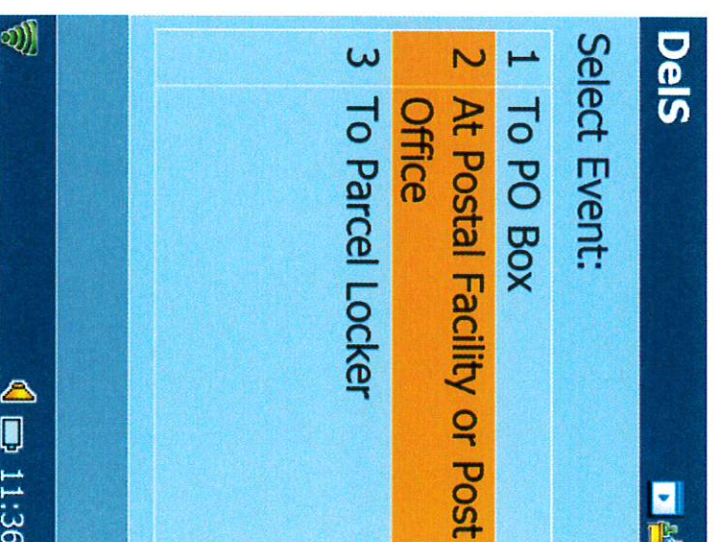 DelS
Select Event:
1 To PO Box
2 At Postal Facility or Post
Office
3 To Parcel Locker
11:36